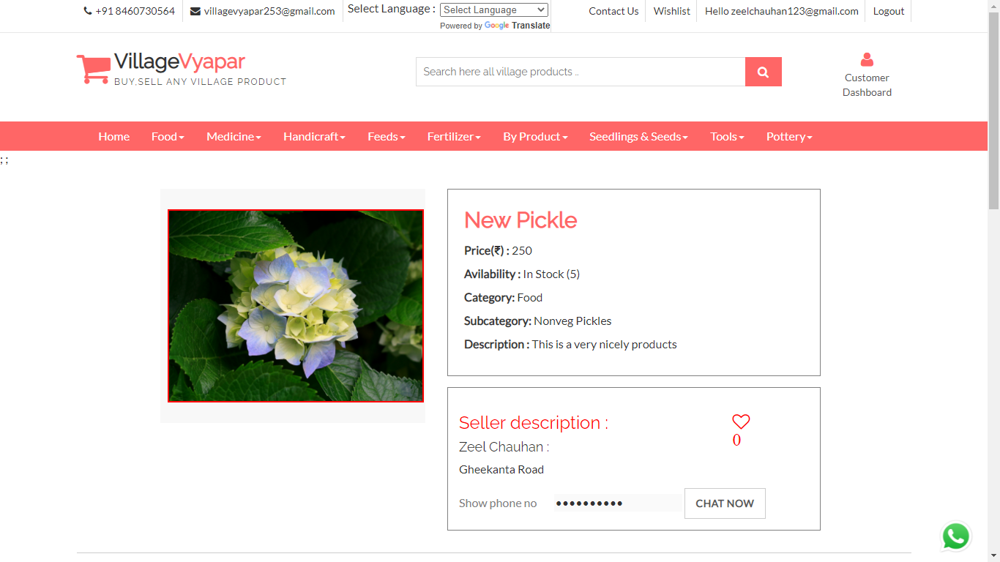 +91 8460730564
villagevyapar253@gmail.com
Select Language :
Select Language
Powered by Google Translate
Contact Us
Wishlist
Hello zeelchauhan123@gmail.com
Logout
VillageVyapar
BUY,SELL ANY VILLAGE PRODUCT
Search here all village products ..
Customer
Dashboard
Home Food Medicine Handicraft Feeds Fertilizer By Product Seedlings & Seeds Tools Pottery
; ;
New Pickle
Price(₹) : 250
Avilability : In Stock (5)
Category: Food
Subcategory: Nonveg Pickles
Description : This is a very nicely products
Seller description :
0
Zeel Chauhan :
Gheekanta Road
Show phone no ••••••••••
CHAT NOW